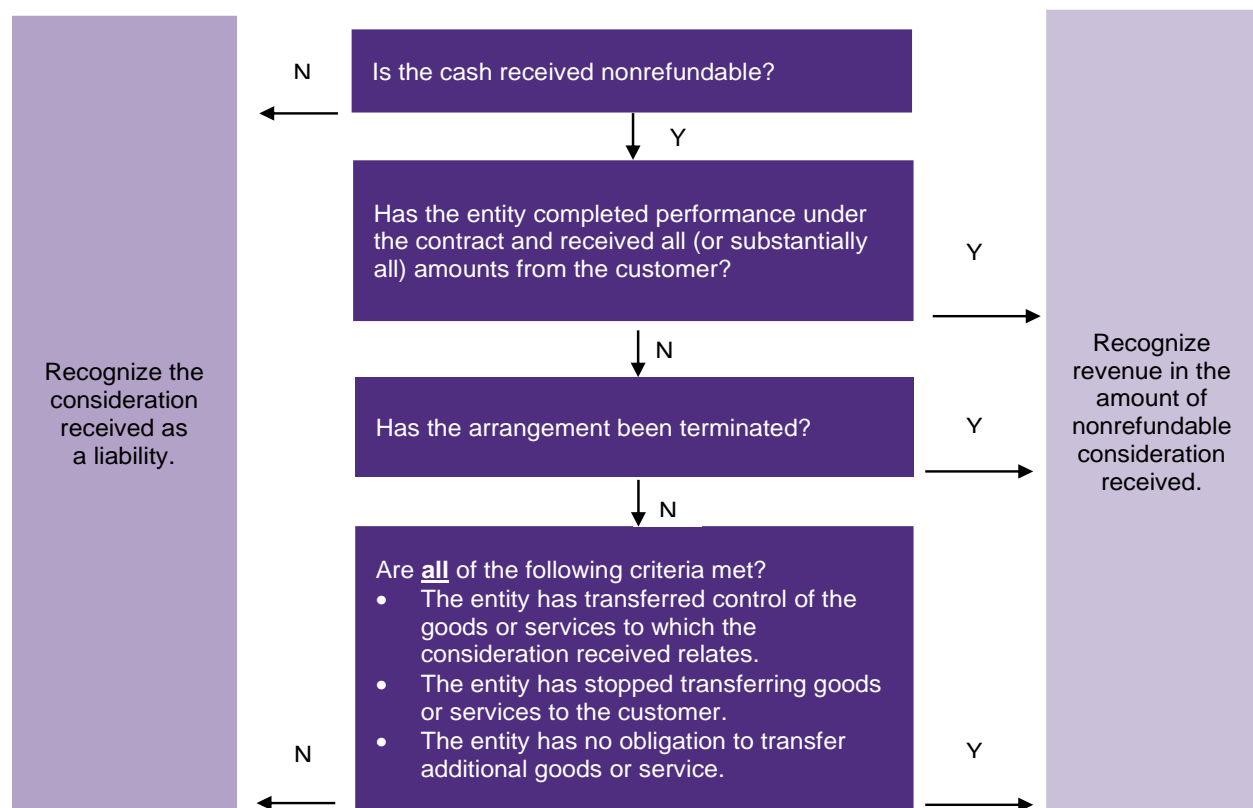 N
Is the cash received nonrefundable?
Y
Has the entity completed performance under
the contract and received all (or substantially
all) amounts from the customer?
Y
N
Recognize the
consideration
received as
a liability.
Has the arrangement been terminated?
Y
Recognize
revenue in the
amount of
nonrefundable
consideration
received.
N
Are all of the following criteria met?
• The entity has transferred control of the
goods or services to which the
consideration received relates.
• The entity has stopped transferring goods
or services to the customer.
• The entity has no obligation to transfer
additional goods or service.
N
Y